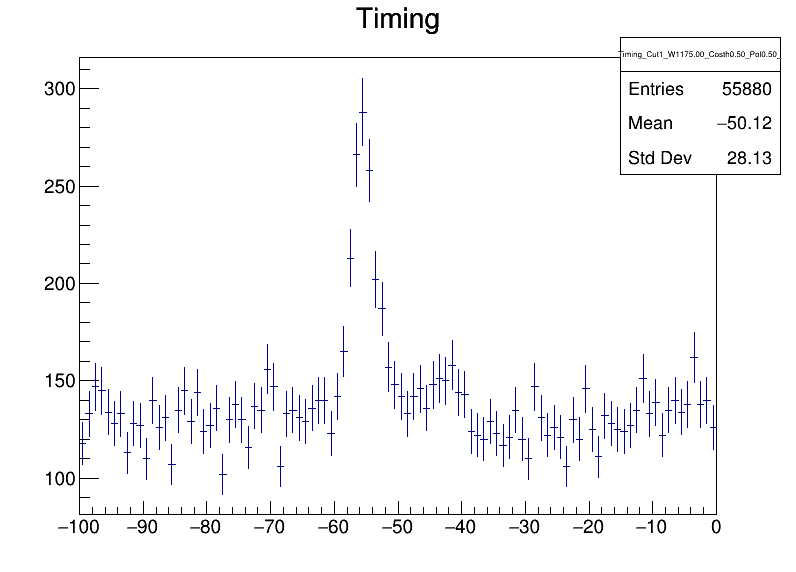 Timing
Timing_Cut1_W1175.00_Costh0.50_Pol0.50_
Entries 55880
Mean −50.12
Std Dev 28.13
300
250
200
150
100
−100 −90 −80 −70 −60 −50 −40 −30 −20 −10 0